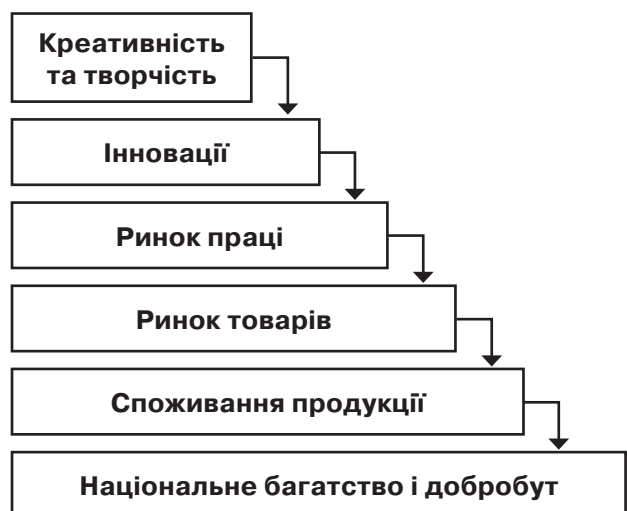 Креативність
та творчість
Інновації
Ринок праці
Ринок товарів
Споживання продукції
Національне багатство і добробут